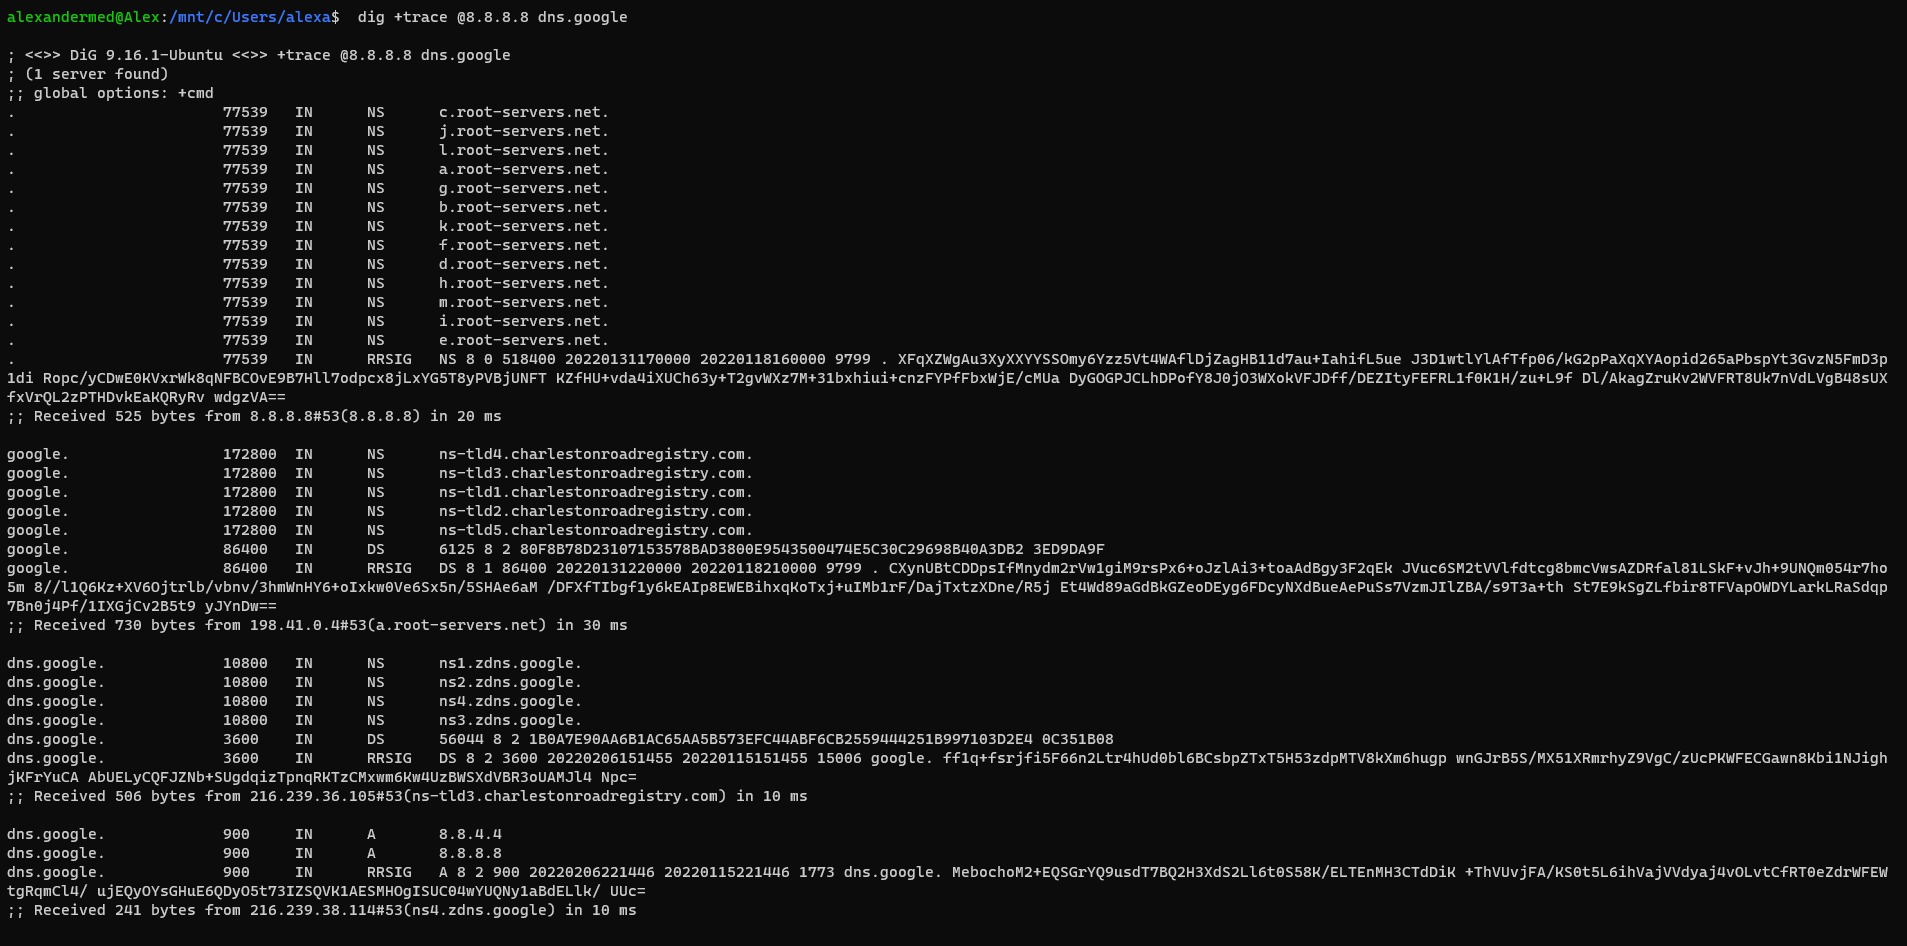 alexandermed@Alex:/mnt/c/Users/alexa$  dig +trace @8.8.8.8 dns.google

; <<>> DiG 9.16.1-Ubuntu <<>> +trace @8.8.8.8 dns.google
; (1 server found)
;; global options: +cmd
.                       77539   IN      NS      c.root-servers.net.
.                       77539   IN      NS      j.root-servers.net.
.                       77539   IN      NS      l.root-servers.net.
.                       77539   IN      NS      a.root-servers.net.
.                       77539   IN      NS      g.root-servers.net.
.                       77539   IN      NS      b.root-servers.net.
.                       77539   IN      NS      k.root-servers.net.
.                       77539   IN      NS      f.root-servers.net.
.                       77539   IN      NS      d.root-servers.net.
.                       77539   IN      NS      h.root-servers.net.
.                       77539   IN      NS      m.root-servers.net.
.                       77539   IN      NS      i.root-servers.net.
.                       77539   IN      NS      e.root-servers.net.
.                       77539   IN      RRSIG   NS 8 0 518400 20220131170000 20220118160000 9799 . XFqXZWgAu3XyXXYYSSOmy6Yzz5Vt4WAflDjZagHB11d7au+IahifL5ue J3D1wtlYlAfTfp06/kG2pPaXqXYAopid265aPbspYt3GvzN5FmD3p
1di Ropc/yCDwE0KVxrWk8qNFBCOvE9B7Hll7odpcx8jLxYG5T8yPVBjUNFT KZfHU+vda4iXUCh63y+T2gvWXz7M+31bxhiui+cnzFYPfFbxWjE/cMUa DyGOGPJCLhDPofY8J0jO3WXokVFJDff/DEZItyFEFRL1f0K1H/zu+L9f Dl/AkagZruKv2WVFRT8Uk7nVdLVgB48sUX
fxVrQL2zPTHDvkEaKQRyRv wdgzVA==
;; Received 525 bytes from 8.8.8.8#53(8.8.8.8) in 20 ms

google.                 172800  IN      NS      ns-tld4.charlestonroadregistry.com.
google.                 172800  IN      NS      ns-tld3.charlestonroadregistry.com.
google.                 172800  IN      NS      ns-tld1.charlestonroadregistry.com.
google.                 172800  IN      NS      ns-tld2.charlestonroadregistry.com.
google.                 172800  IN      NS      ns-tld5.charlestonroadregistry.com.
google.                 86400   IN      DS      6125 8 2 80F8B78D23107153578BAD3800E9543500474E5C30C29698B40A3DB2 3ED9DA9F
google.                 86400   IN      RRSIG   DS 8 1 86400 20220131220000 20220118210000 9799 . CXynUBtCDDpsIfMnydm2rVw1giM9rsPx6+oJzlAi3+toaAdBgy3F2qEk JVuc6SM2tVVlfdtcg8bmcVwsAZDRfal81LSkF+vJh+9UNQm054r7ho
5m 8//l1Q6Kz+XV6Ojtrlb/vbnv/3hmWnHY6+oIxkw0Ve6Sx5n/5SHAe6aM /DFXfTIbgf1y6kEAIp8EWEBihxqKoTxj+uIMb1rF/DajTxtzXDne/R5j Et4Wd89aGdBkGZeoDEyg6FDcyNXdBueAePuSs7VzmJIlZBA/s9T3a+th St7E9kSgZLfbir8TFVapOWDYLarkLRaSdqp
7Bn0j4Pf/1IXGjCv2B5t9 yJYnDw==
;; Received 730 bytes from 198.41.0.4#53(a.root-servers.net) in 30 ms

dns.google.             10800   IN      NS      ns1.zdns.google.
dns.google.             10800   IN      NS      ns2.zdns.google.
dns.google.             10800   IN      NS      ns4.zdns.google.
dns.google.             10800   IN      NS      ns3.zdns.google.
dns.google.             3600    IN      DS      56044 8 2 1B0A7E90AA6B1AC65AA5B573EFC44ABF6CB2559444251B997103D2E4 0C351B08
dns.google.             3600    IN      RRSIG   DS 8 2 3600 20220206151455 20220115151455 15006 google. ff1q+fsrjfi5F66n2Ltr4hUd0bl6BCsbpZTxT5H53zdpMTV8kXm6hugp wnGJrB5S/MX51XRmrhyZ9VgC/zUcPKWFECGawn8Kbi1NJigh
jKFrYuCA AbUELyCQFJZNb+SUgdqizTpnqRKTzCMxwm6Kw4UzBWSXdVBR3oUAMJl4 Npc=
;; Received 506 bytes from 216.239.36.105#53(ns-tld3.charlestonroadregistry.com) in 10 ms

dns.google.             900     IN      A       8.8.4.4
dns.google.             900     IN      A       8.8.8.8
dns.google.             900     IN      RRSIG   A 8 2 900 20220206221446 20220115221446 1773 dns.google. MebochoM2+EQSGrYQ9usdT7BQ2H3XdS2Ll6t0S58K/ELTEnMH3CTdDiK +ThVUvjFA/KS0t5L6ihVajVVdyaj4vOLvtCfRT0eZdrWFEW
tgRqmCl4/ ujEQyOYsGHuE6QDyO5t73IZSQVK1AESMHOgISUC04wYUQNy1aBdELlk/ UUc=
;; Received 241 bytes from 216.239.38.114#53(ns4.zdns.google) in 10 ms